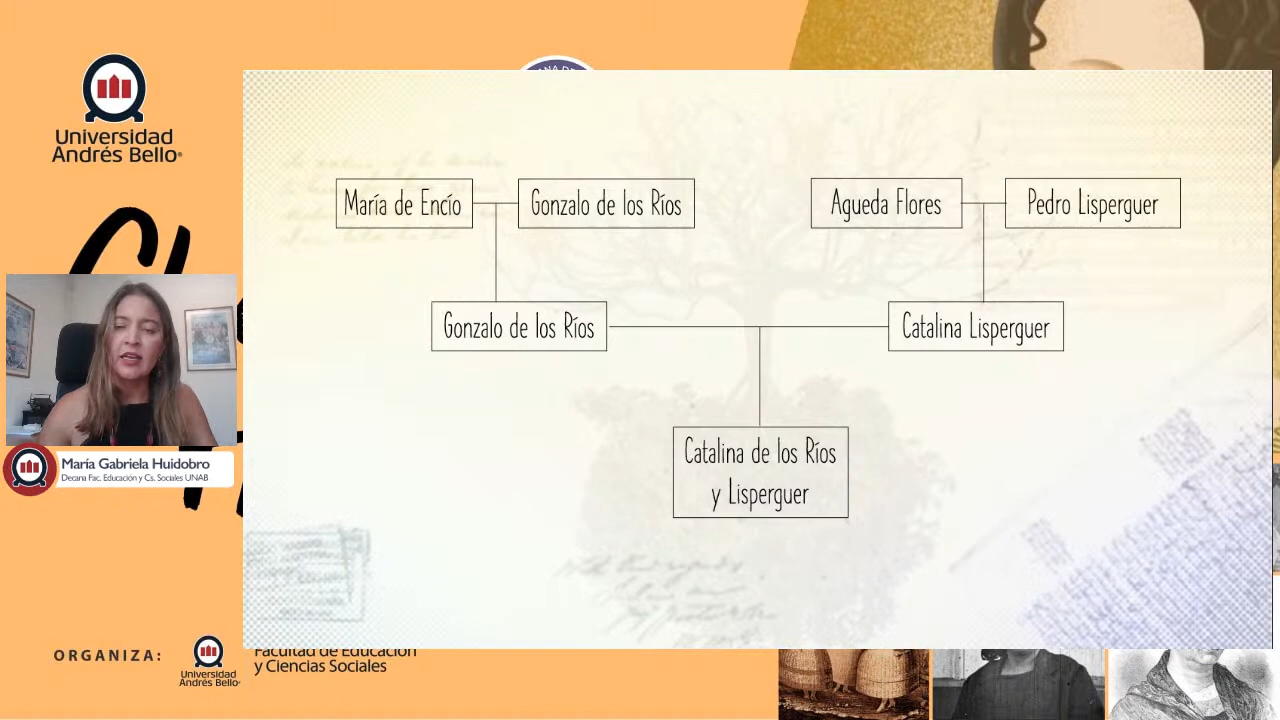 Universidad
Andrés Bello
María de Encío
Gonzalo de los Ríos
Agueda Flores
Pedro Lisperguer
Gonzalo de los Ríos
Catalina Lisperguer
Catalina de los Ríos
y Lisperguer
María Gabriela Huidobro
Decana Fac. Educación y Cs. Sociales UNAB
ORGANIZA:
Universidad
Andrés Bello
Facultad de Educación
y Ciencias Sociales